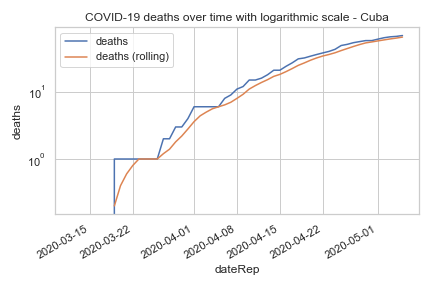 COVID-19 deaths over time with logarithmic scale - Cuba
deaths
deaths (rolling)
deaths
10¹
10⁰
2020-03-15
2020-03-22
2020-04-01
2020-04-08
2020-04-15
2020-04-22
2020-05-01
dateRep